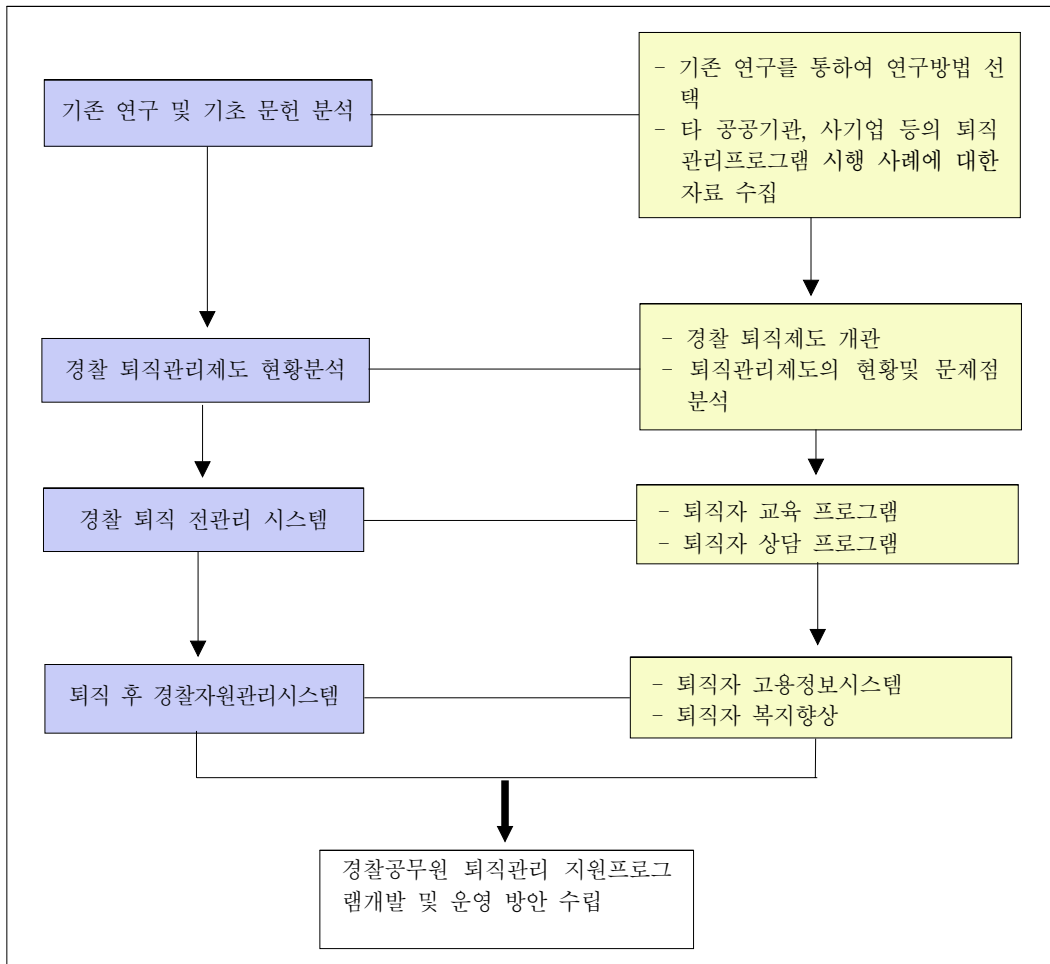 기존 연구 및 기초 문헌 분석
- 기존 연구를 통하여 연구방법 선
택
- 타 공공기관, 사기업 등의 퇴직
관리프로그램 시행 사례에 대한
자료 수집
경찰 퇴직관리제도 현황분석
- 경찰 퇴직제도 개관
- 퇴직관리제도의 현황및 문제점
분석
경찰 퇴직 전관리 시스템
- 퇴직자 교육 프로그램
- 퇴직자 상담 프로그램
퇴직 후 경찰자원관리시스템
- 퇴직자 고용정보시스템
- 퇴직자 복지향상
경찰공무원 퇴직관리 지원프로그
램개발 및 운영 방안 수립